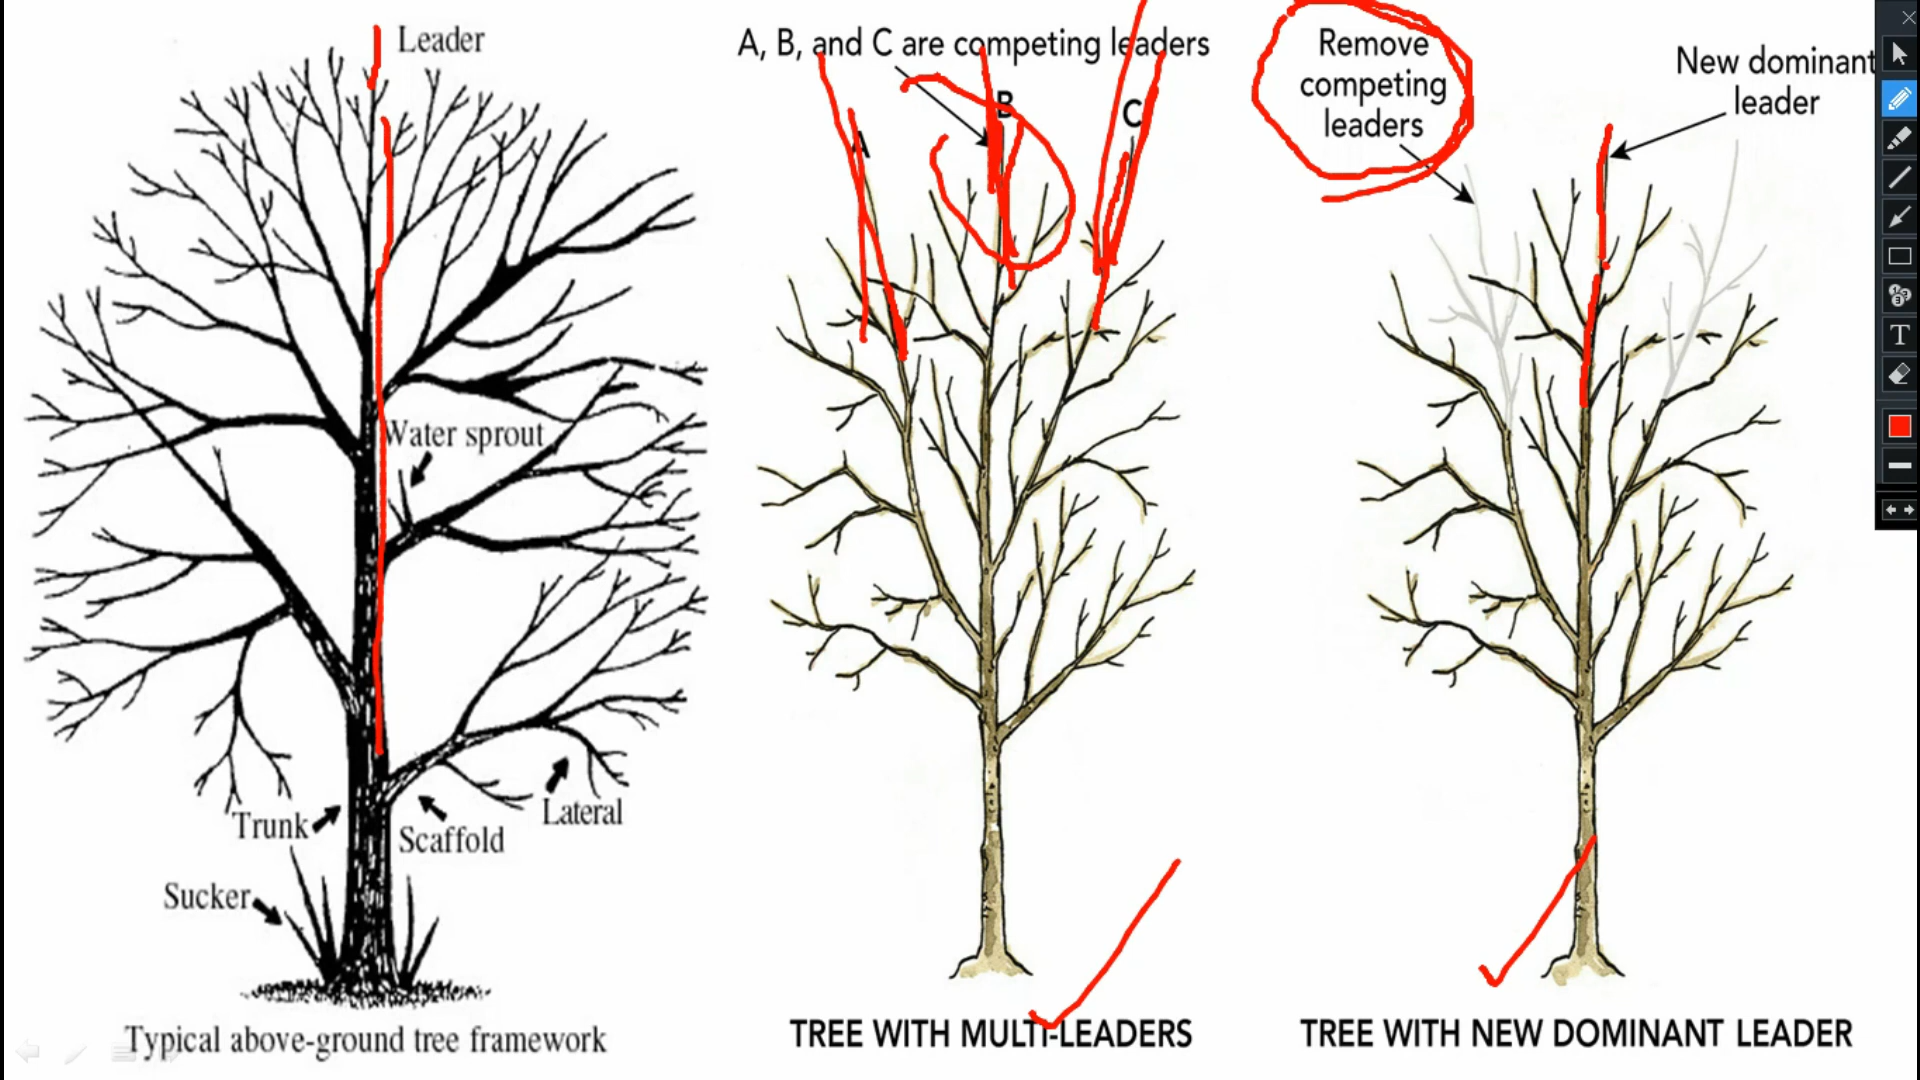 Leader
Water sprout
Trunk
Scaffold
Lateral
Sucker
Typical above-ground tree framework
A, B, and C are competing leaders
A
B
C
TREE WITH MULTI-LEADERS
Remove
competing
leaders
New dominant
leader
TREE WITH NEW DOMINANT LEADER
T